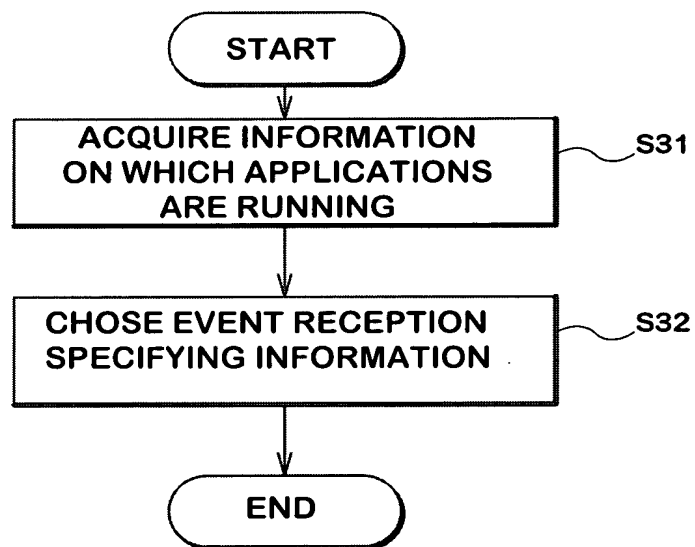 START
ACQUIRE INFORMATION
ON WHICH APPLICATIONS
ARE RUNNING
S31
CHOSE EVENT RECEPTION
SPECIFYING INFORMATION
S32
END